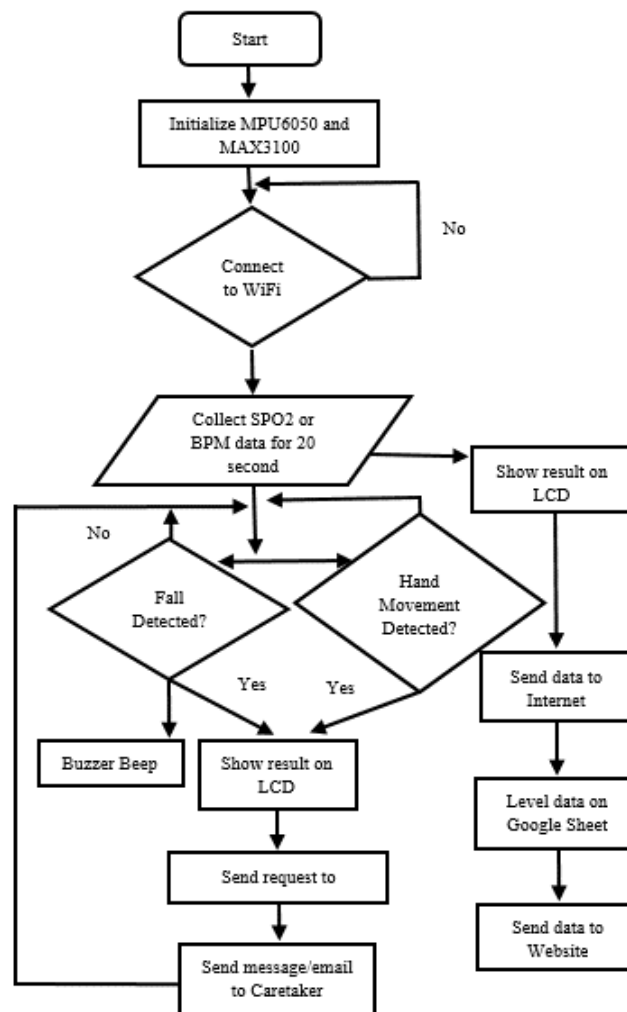 Start
Initialize MPU6050 and
MAX3100
No
Connect
to WiFi
Collect SPO2 or
BPM data for 20
second
Show result on
LCD
No
Fall
Detected?
Hand
Movement
Detected?
Yes
Yes
Send data to
Internet
Buzzer Beep
Show result on
LCD
Level data on
Google Sheet
Send request to
Send data to
Website
Send message/email
to Caretaker